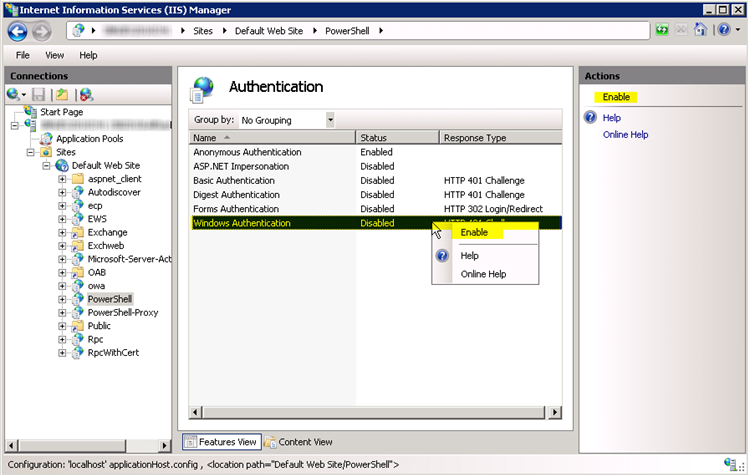 Internet Information Services (IIS) Manager
Sites Default Web Site PowerShell
File View Help
Connections
Start Page
Application Pools
Sites
Default Web Site
aspnet_client
Autodiscover
ecp
EWS
Exchange
Exchweb
Microsoft-Server-Act
OAB
owa
PowerShell
PowerShell-Proxy
Public
Rpc
RpcWithCert
Authentication
Group by: No Grouping
Name Status Response Type
Anonymous Authentication Enabled
ASP.NET Impersonation Disabled
Basic Authentication Disabled HTTP 401 Challenge
Digest Authentication Disabled HTTP 401 Challenge
Forms Authentication Disabled HTTP 302 Login/Redirect
Windows Authentication Disabled HTTP 401
Enable
Help
Online Help
Features View Content View
Actions
Enable
Help
Online Help
Configuration: 'localhost' applicationHost.config , <location path="Default Web Site/PowerShell">